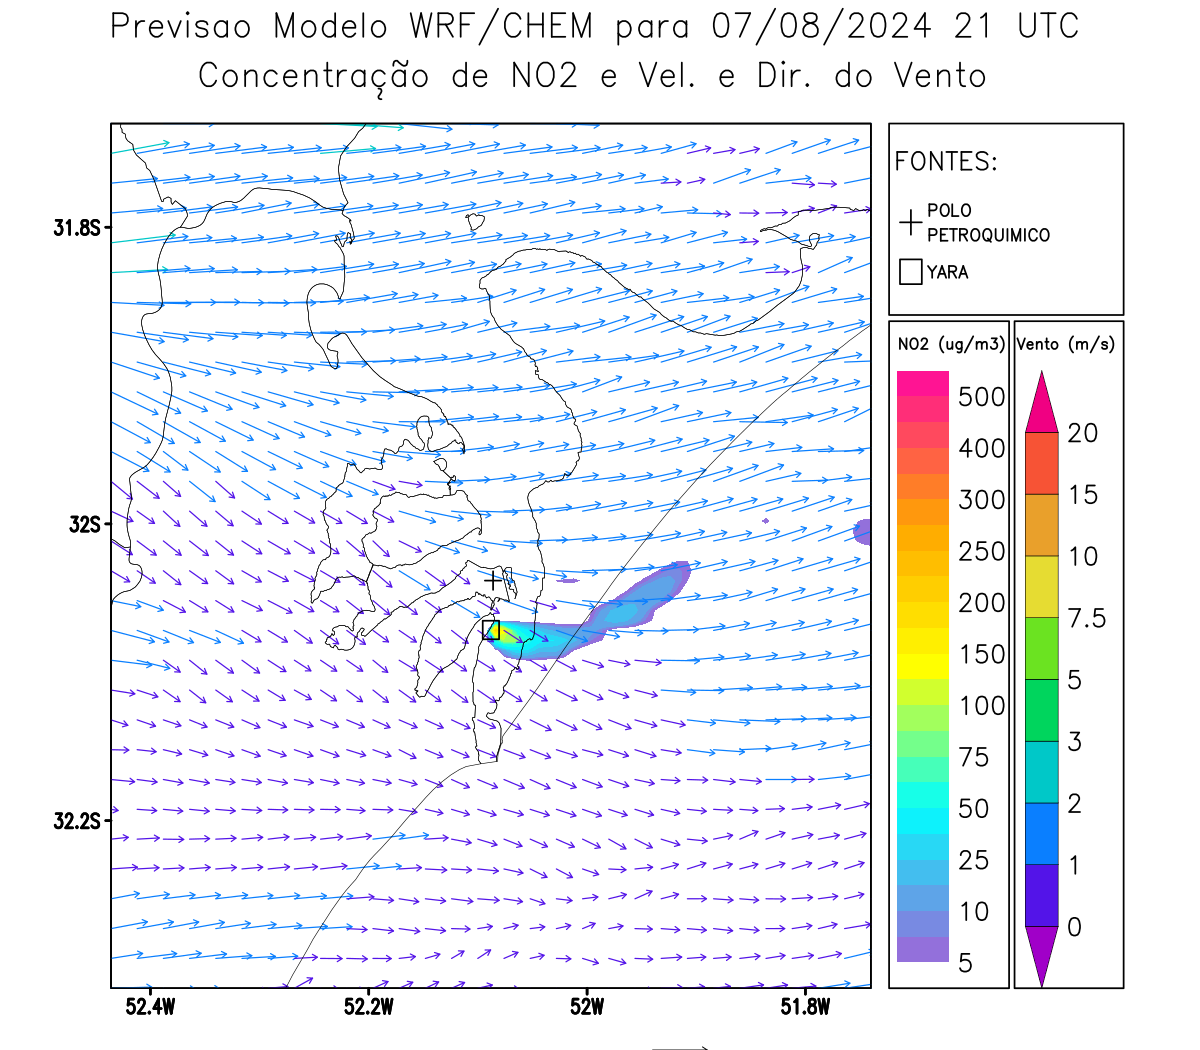 Previsao Modelo WRF/CHEM para 07/08/2024 21 UTC
Concentração de NO2 e Vel. e Dir. do Vento
FONTES:
POLO
PETROQUIMICO
YARA
NO2 (ug/m3)
500
400
300
250
200
150
100
75
50
25
10
5
Vento (m/s)
20
15
10
7.5
5
3
2
1
0
31.8S
32S
32.2S
52.4W
52.2W
52W
51.8W